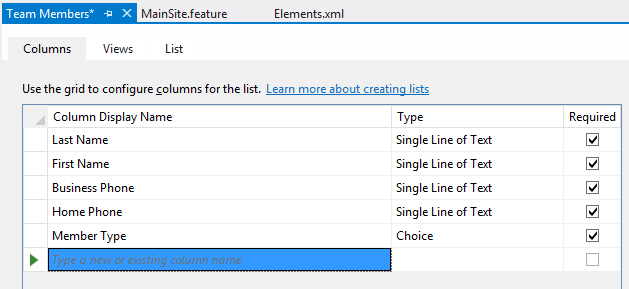 Team Members* MainSite.feature Elements.xml
Columns Views List
Use the grid to configure columns for the list. Learn more about creating lists
Column Display Name Type Required
Last Name Single Line of Text
First Name Single Line of Text
Business Phone Single Line of Text
Home Phone Single Line of Text
Member Type Choice
Type a new or existing column name